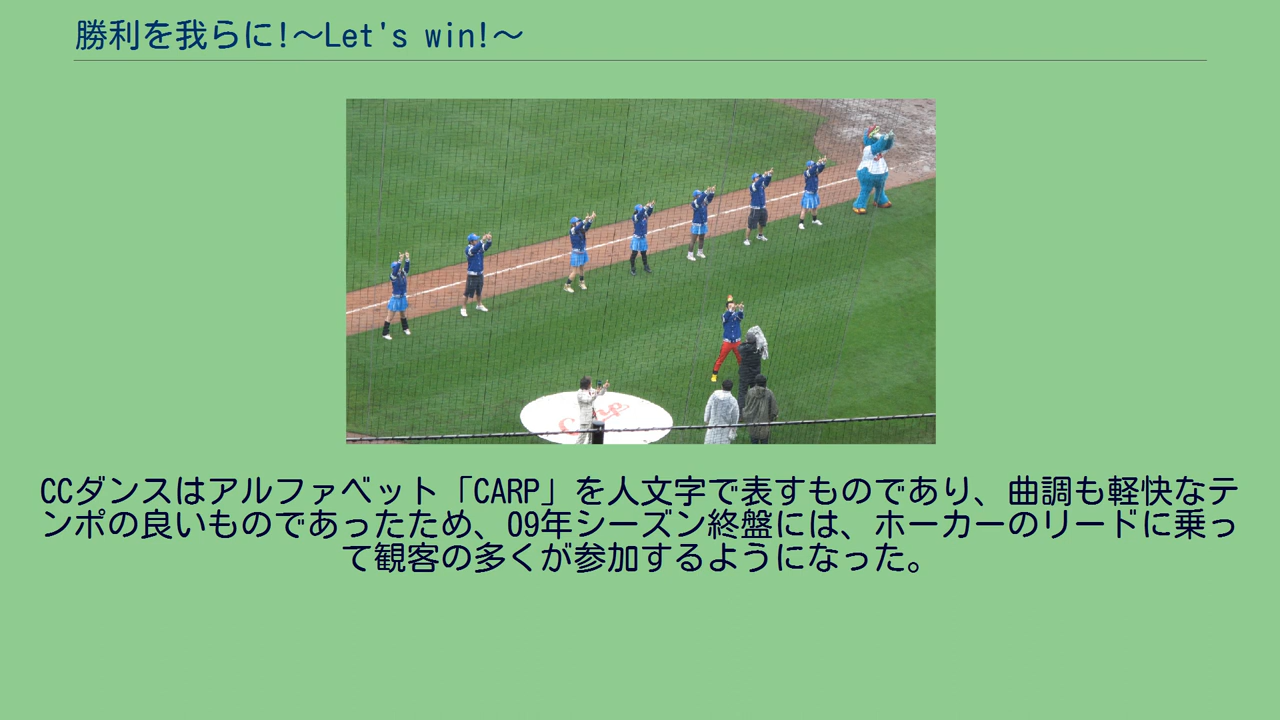 勝利を我らに!～Let's win!～
Carp
CCダンスはアルファベット「CARP」を人文字で表すものであり、曲調も軽快なテ
ンポの良いものであったため、09年シーズン終盤には、ホーカーのリードに乗っ
て観客の多くが参加するようになった。